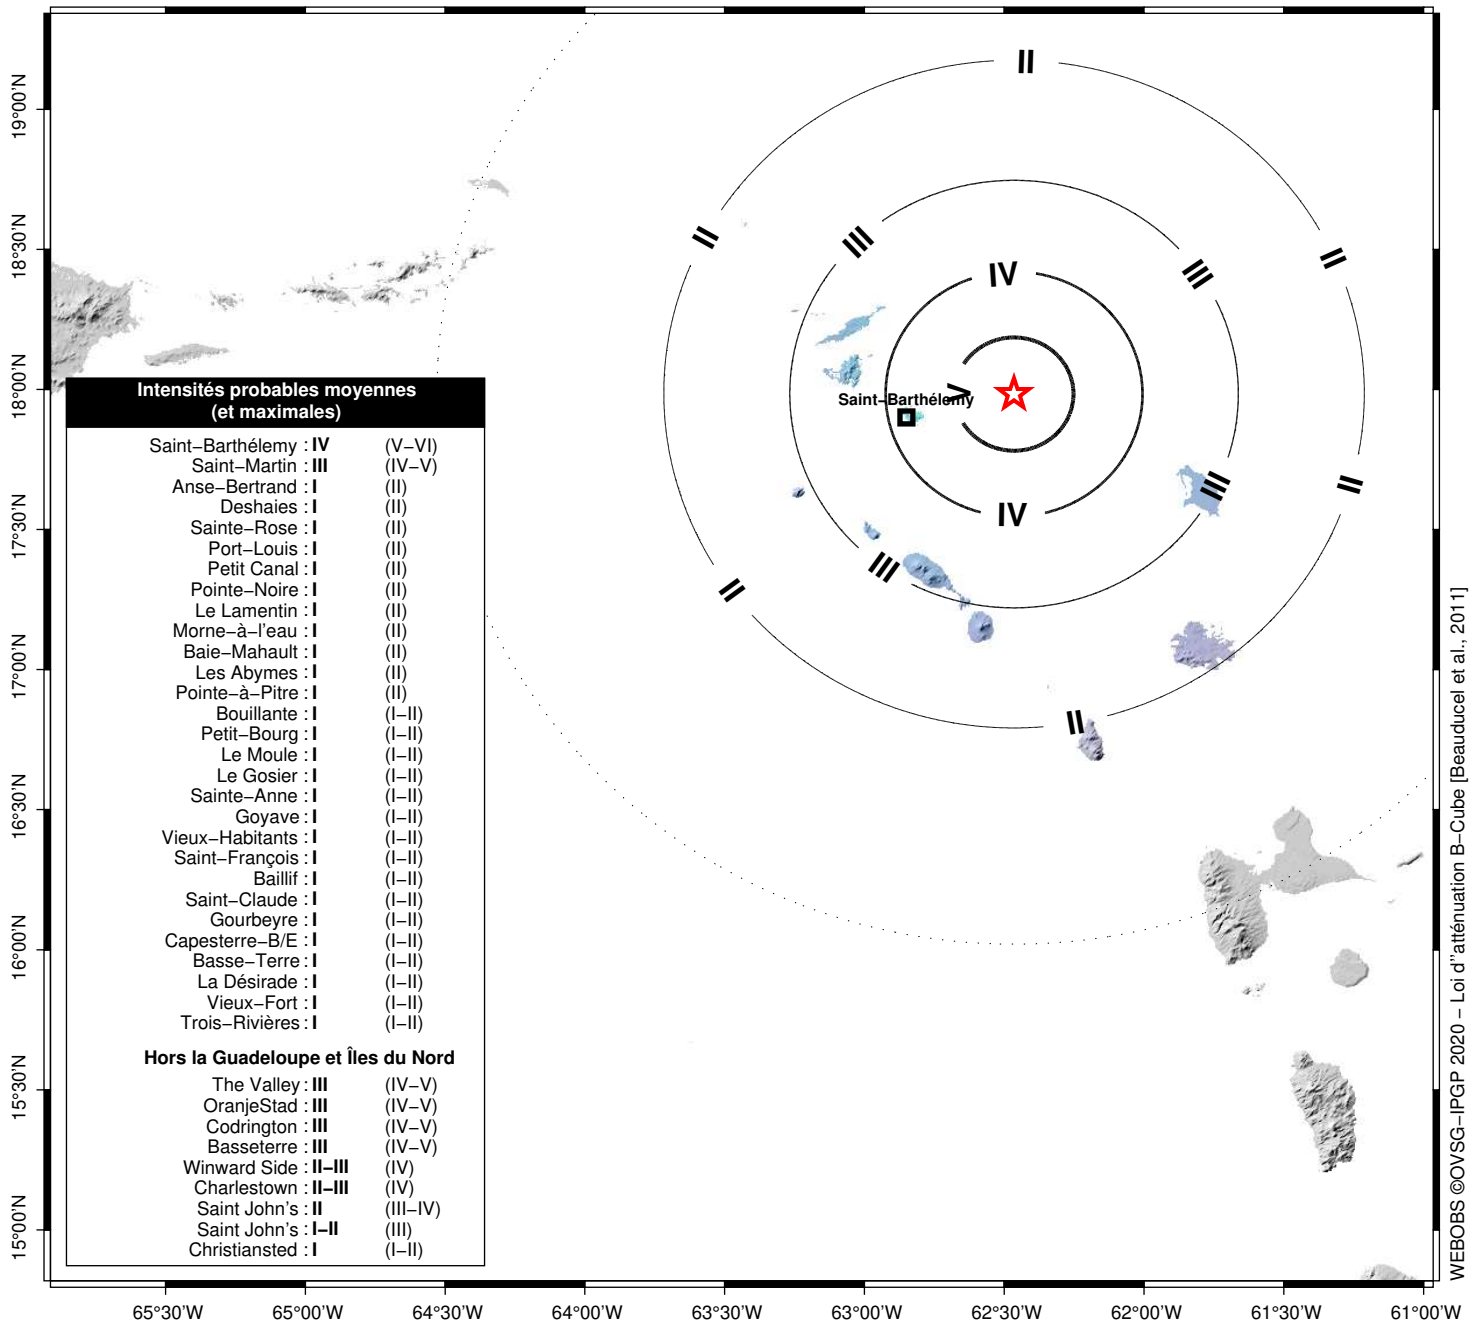 II
II
II
II
II
II
II
III
III
III
III
IV
IV
V
Saint−Barthélemy
19°00'N
18°30'N
18°00'N
17°30'N
17°00'N
16°30'N
16°00'N
15°30'N
15°00'N
Intensités probables moyennes
(et maximales)
Saint−Barthélemy : IV (V−VI)
Saint−Martin : III (IV−V)
Anse−Bertrand : I (II)
Deshaies : I (II)
Sainte−Rose : I (II)
Port−Louis : I (II)
Petit Canal : I (II)
Pointe−Noire : I (II)
Le Lamentin : I (II)
Morne−à−l'eau : I (II)
Baie−Mahault : I (II)
Les Abymes : I (II)
Pointe−à−Pitre : I (II)
Bouillante : I (I−II)
Petit−Bourg : I (I−II)
Le Moule : I (I−II)
Le Gosier : I (I−II)
Sainte−Anne : I (I−II)
Goyave : I (I−II)
Vieux−Habitants : I (I−II)
Saint−François : I (I−II)
Baillif : I (I−II)
Saint−Claude : I (I−II)
Gourbeyre : I (I−II)
Capesterre−B/E : I (I−II)
Basse−Terre : I (I−II)
La Désirade : I (I−II)
Vieux−Fort : I (I−II)
Trois−Rivières : I (I−II)
Hors la Guadeloupe et Îles du Nord
The Valley : III (IV−V)
OranjeStad : III (IV−V)
Codrington : III (IV−V)
Basseterre : III (IV−V)
Winward Side : II−III (IV)
Charlestown : II−III (IV)
Saint John's : II (III−IV)
Saint John's : I−II (III)
Christiansted : I (I−II)
65°30'W 65°00'W 64°30'W 64°00'W 63°30'W 63°00'W 62°30'W 62°00'W 61°30'W 61°00'W
WEBOBS ©OVSG−IPGP 2020 − Loi d''atténuation B−Cube [Beauducel et al., 2011]